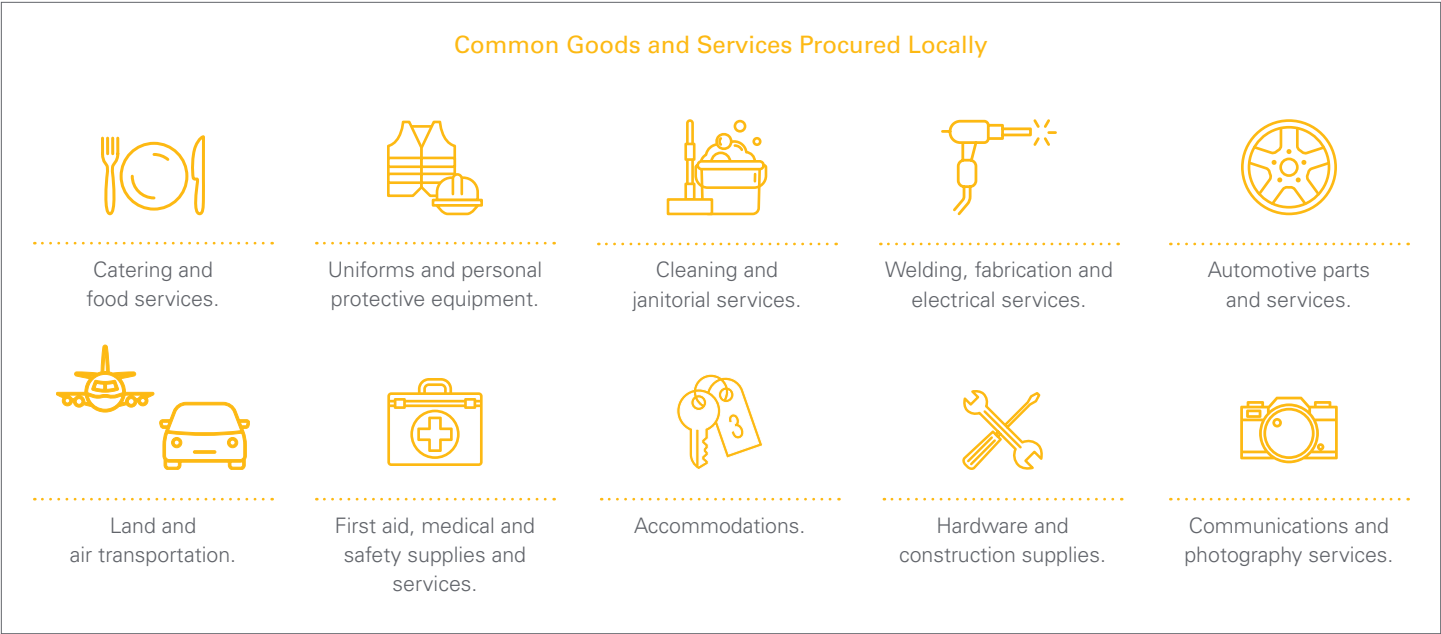 Common Goods and Services Procured Locally
Catering and
food services.
Uniforms and personal
protective equipment.
Cleaning and
janitorial services.
Welding, fabrication and
electrical services.
Automotive parts
and services.
Land and
air transportation.
First aid, medical and
safety supplies and
services.
3
Accommodations.
Hardware and
construction supplies.
Communications and
photography services.